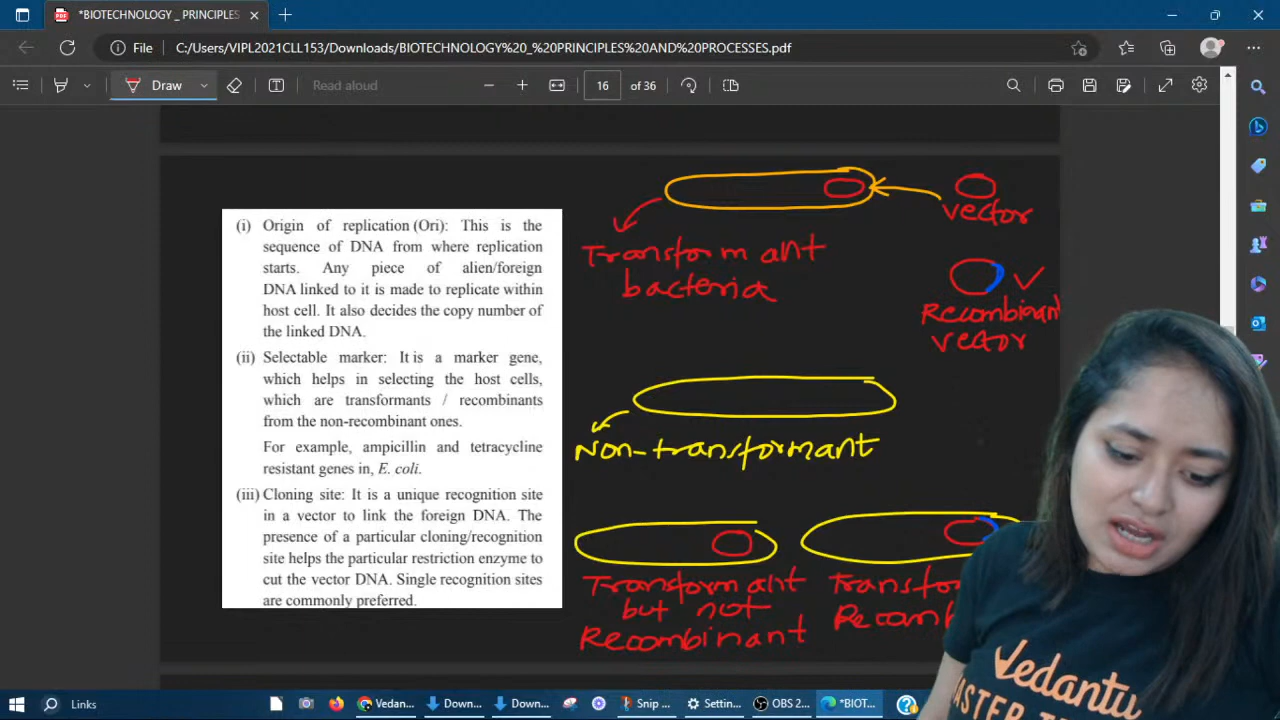 *BIOTECHNOLOGY _ PRINCIPLES
File C:/Users/VIPL2021CLL153/Downloads/BIOTECHNOLOGY%20_%20PRINCIPLES%20AND%20PROCESSES.pdf
Draw Read aloud 16 of 36
(i) Origin of replication (Ori): This is the
sequence of DNA from where replication
starts. Any piece of alien/foreign
DNA linked to it is made to replicate within
host cell. It also decides the copy number of
the linked DNA.
(ii) Selectable marker: It is a marker gene,
which helps in selecting the host cells,
which are transformants / recombinants
from the non-recombinant ones.
For example, ampicillin and tetracycline
resistant genes in, E. coli.
(iii) Cloning site: It is a unique recognition site
in a vector to link the foreign DNA. The
presence of a particular cloning/recognition
site helps the particular restriction enzyme to
cut the vector DNA. Single recognition sites
are commonly preferred.
vector
Transformant
bacteria
Recombinant
vector
Non-transformant
Transformant
but not
Recombinant
Transfo
Recom
Vedantu
MASTER
Links
Vedan...
Down...
Down...
Snip ...
Settin...
OBS 2...
*BIOT...